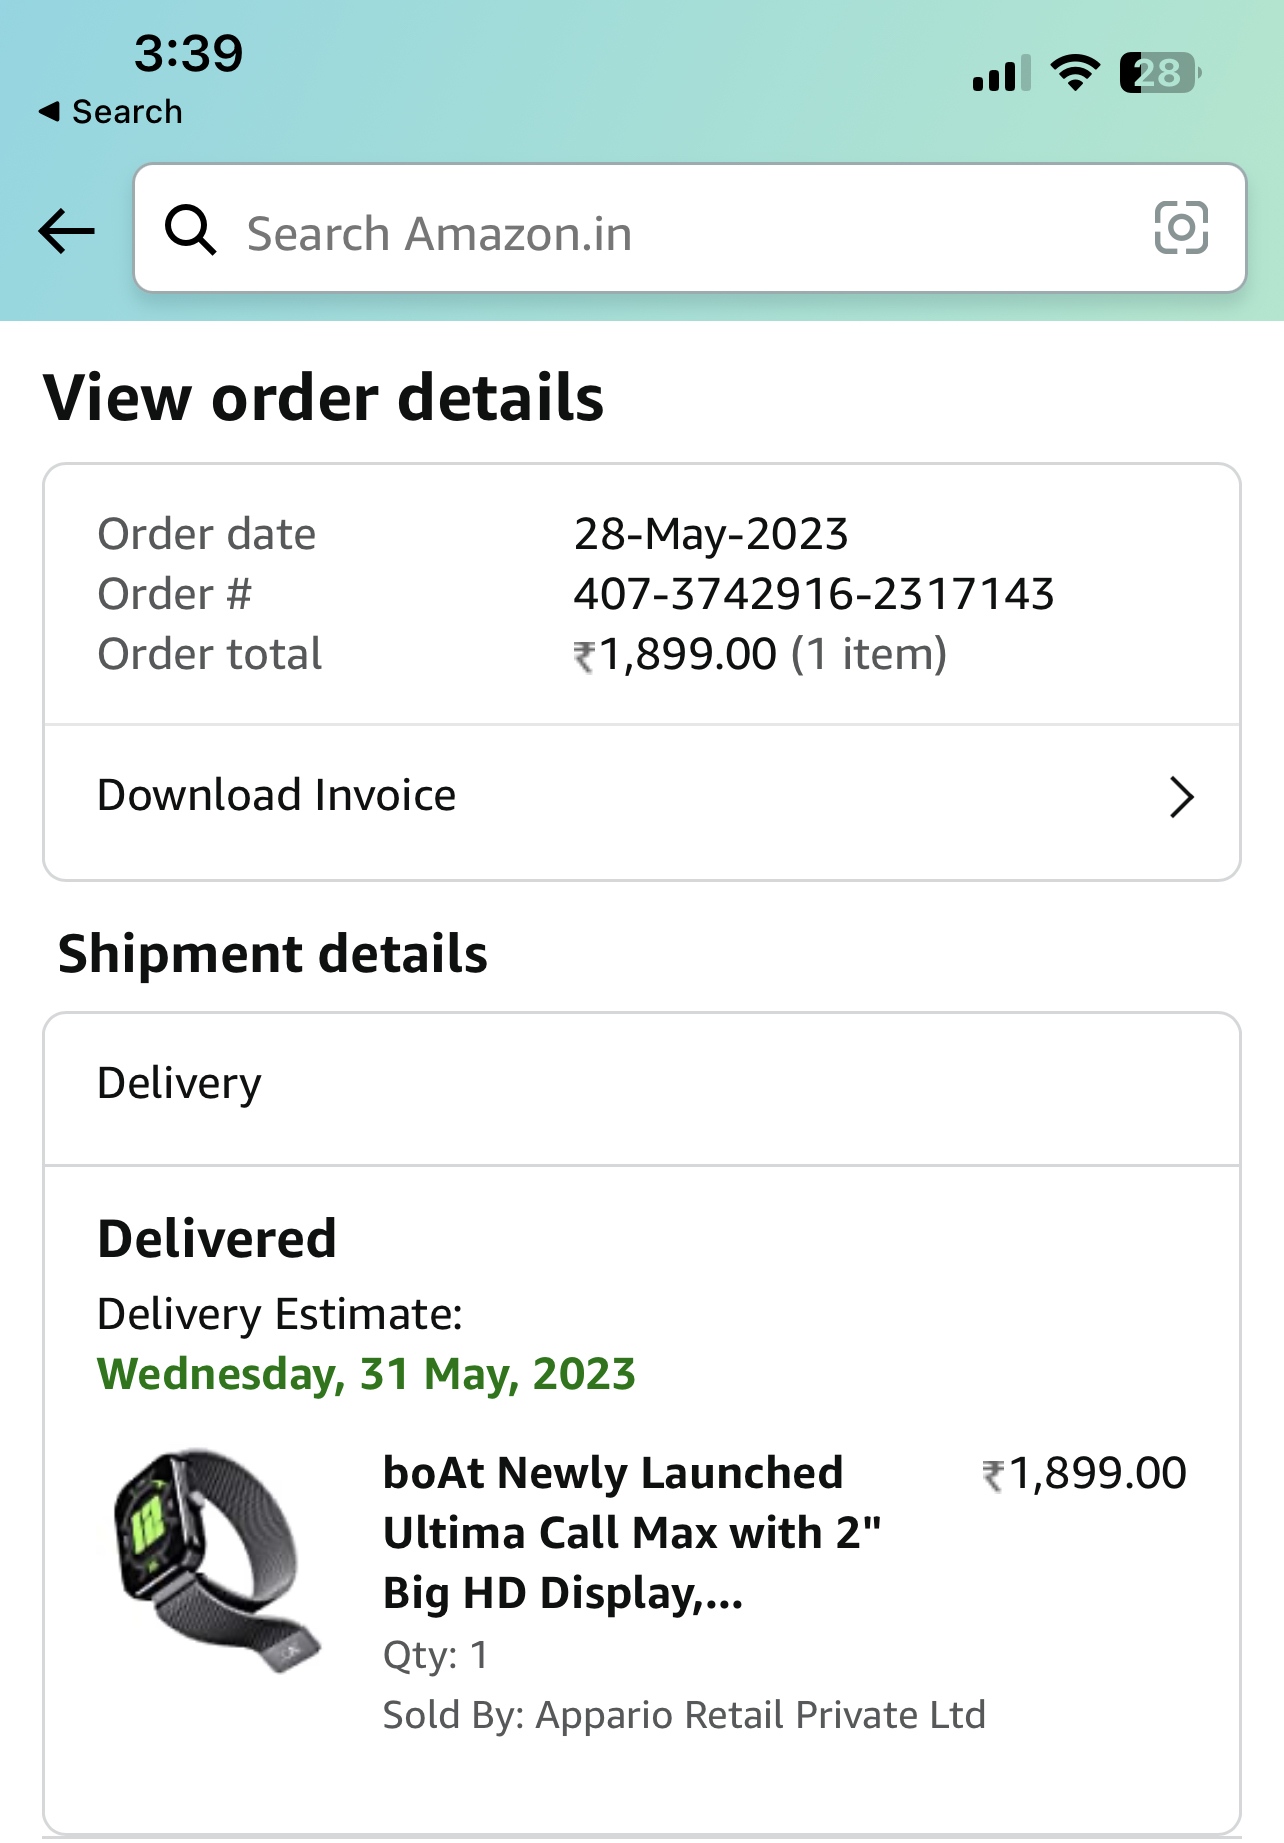 3:39
28
◀ Search
Search Amazon.in
View order details
Order date 28-May-2023
Order # 407-3742916-2317143
Order total ₹1,899.00 (1 item)
Download Invoice
Shipment details
Delivery
Delivered
Delivery Estimate:
Wednesday, 31 May, 2023
boAt Newly Launched ₹1,899.00
Ultima Call Max with 2"
Big HD Display,...
Qty: 1
Sold By: Appario Retail Private Ltd
12